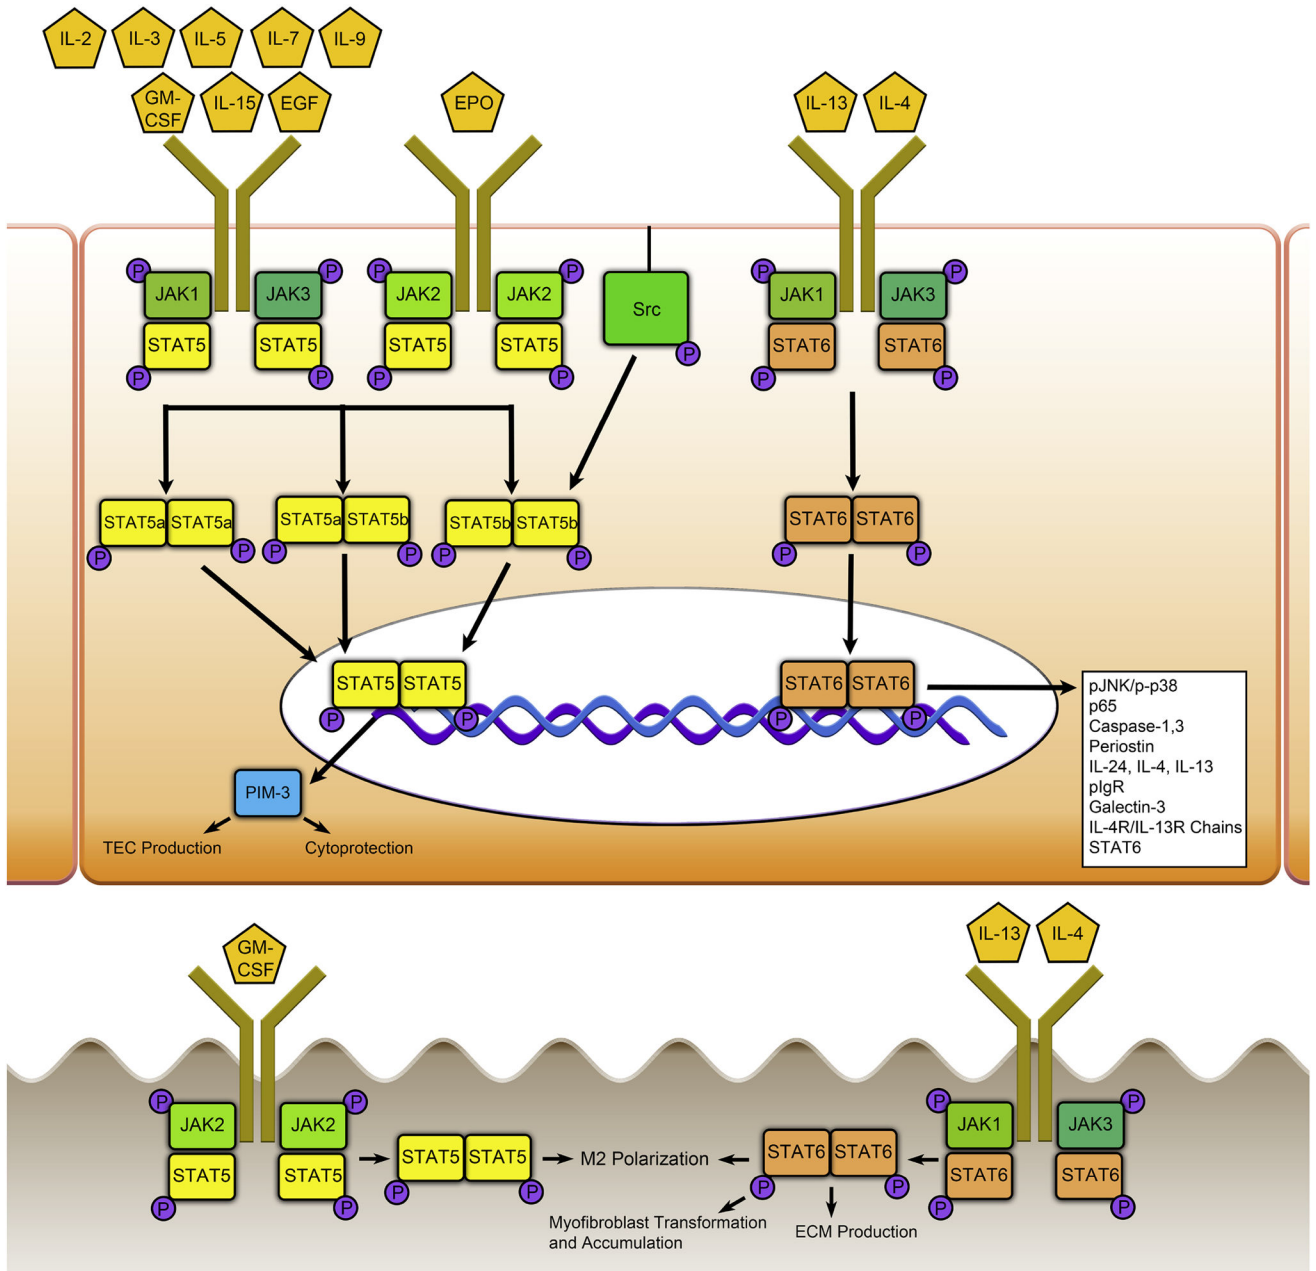 IL-2
IL-3
IL-5
IL-7
IL-9
GM-
CSF
IL-15
EGF
EPO
IL-13
IL-4
P
P
P
P
P
P
JAK1
JAK3
JAK2
JAK2
Src
JAK1
JAK3
STAT5
STAT5
STAT5
STAT5
STAT6
STAT6
P
P
P
P
P
P
P
STAT5a
STAT5a
STAT5a
STAT5b
STAT5b
STAT5b
STAT6
STAT6
P
P
P
P
P
P
P
P
STAT5
STAT5
STAT6
STAT6
P
P
P
P
pJNK/p-p38
p65
Caspase-1,3
Periostin
IL-24, IL-4, IL-13
pIgR
Galectin-3
IL-4R/IL-13R Chains
STAT6
PIM-3
TEC Production
Cytoprotection
GM-
CSF
IL-13
IL-4
P
P
P
P
JAK2
JAK2
JAK1
JAK3
STAT5
STAT5
STAT5
STAT5
M2 Polarization
STAT6
STAT6
STAT6
STAT6
P
P
P
P
P
P
P
P
Myofibroblast Transformation
and Accumulation
ECM Production